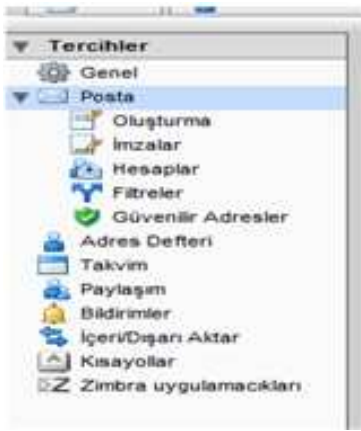 Tercihler
Genel
Posta
Oluşturma
İmzalar
Hesaplar
Filtreler
Güvenilir Adresler
Adres Defteri
Takvim
Paylaşım
Bildirimler
İçeri/Dışarı Aktar
Kısayollar
Zimbra uygulamacıkları